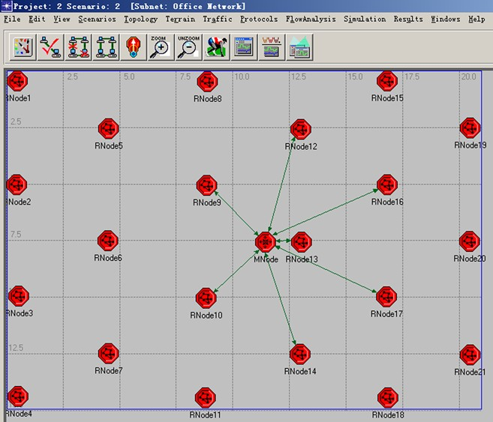 Project: 2 Scenario: 2 [Subnet: Office Network]
File Edit View Scenarios Topology Terrain Traffic Protocols FlowAnalysis Simulation Results Windows Help
ZOOM UNZOOM
2.5 5.0 7.5 10.0 12.5 15.0 17.5 20.0
RNode1 RNode8 RNode15
2.5
RNode5 RNode12 RNode19
RNode2 RNode9 RNode16
7.5
RNode6 MNode RNode13 RNode20
RNode3 RNode10 RNode17
12.5
RNode7 RNode14 RNode21
RNode4 RNode11 RNode18